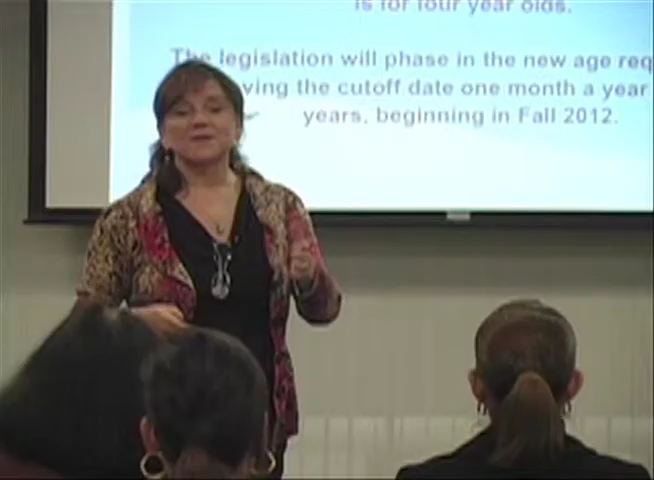 is for four year olds.
The legislation will phase in the new age req
ving the cutoff date one month a year
years, beginning in Fall 2012.